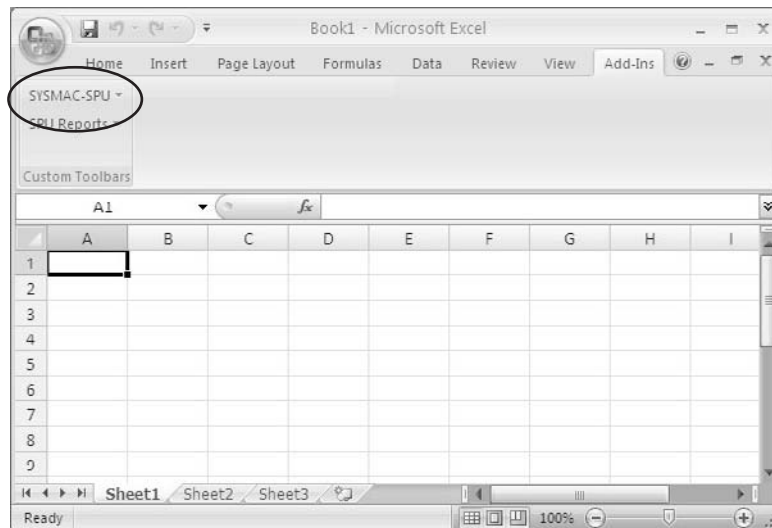 Book1 - Microsoft Excel
Home Insert Page Layout Formulas Data Review View Add-Ins
SYSMAC-SPU
SPU Reports
Custom Toolbars
A1 fx
A B C D E F G H I
1
2
3
4
5
6
7
8
9
Sheet1 Sheet2 Sheet3
Ready 100%